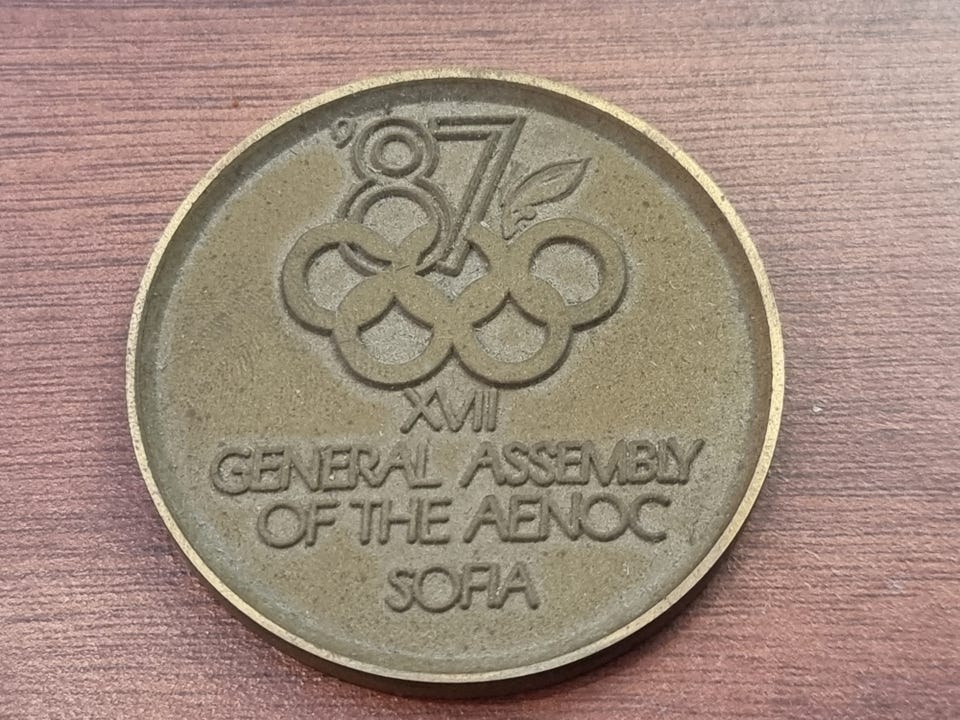 '87
XVII
GENERAL ASSEMBLY
OF THE AENOC
SOFIA